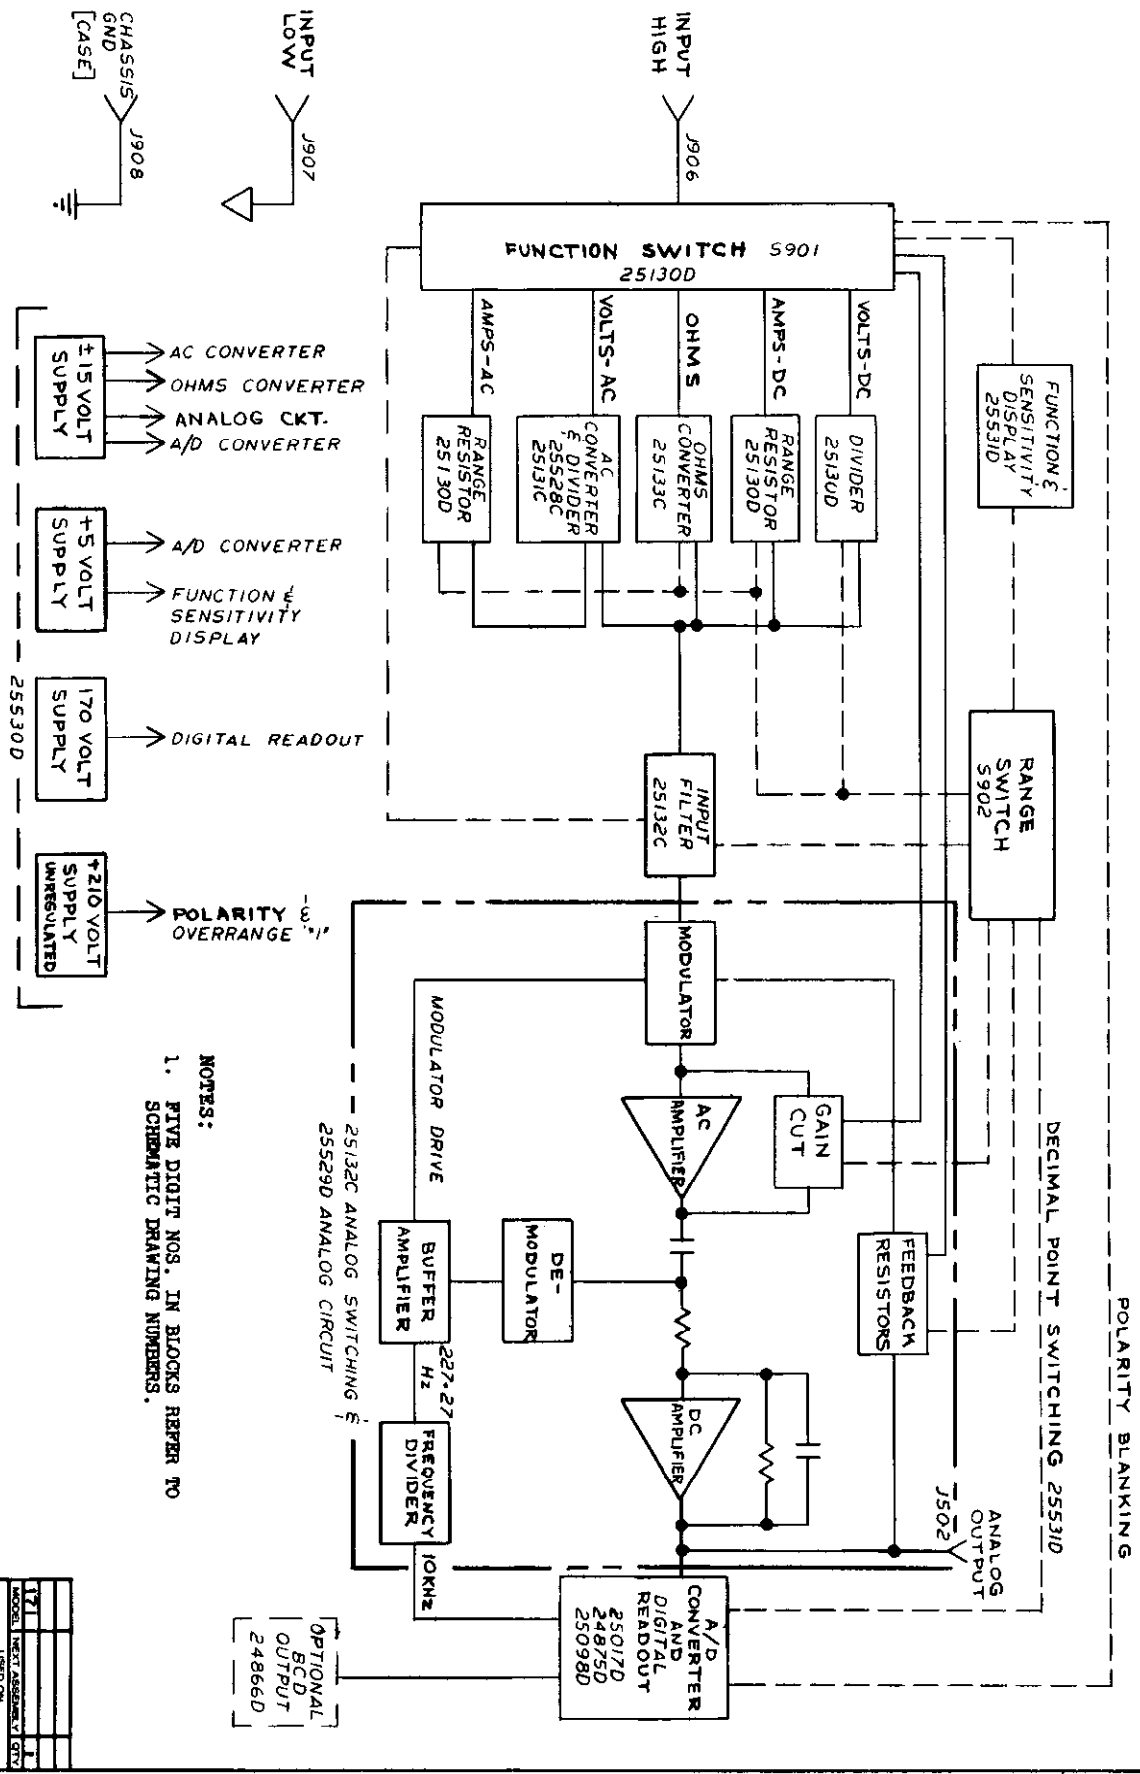 POLARITY BLANKING
DECIMAL POINT SWITCHING 25531D
ANALOG
OUTPUT
J502
FUNCTION &
SENSITIVITY
DISPLAY
25531D
RANGE
SWITCH
S902
INPUT
HIGH
J906
INPUT
LOW
J907
CHASSIS
GND
[CASE]
J908
FUNCTION SWITCH S901
25130D
VOLTS-DC
AMPS-DC
OHMS
VOLTS-AC
AMPS-AC
DIVIDER
25130D
RANGE
RESISTOR
25130D
OHMS
CONVERTER
25133C
AC
CONVERTER
& DIVIDER
25528C
25131C
RANGE
RESISTOR
25130D
INPUT
FILTER
25132C
MODULATOR
GAIN
CUT
AC
AMPLIFIER
FEEDBACK
RESISTORS
DE-
MODULATOR
DC
AMPLIFIER
MODULATOR DRIVE
BUFFER
AMPLIFIER
227.27
Hz
FREQUENCY
DIVIDER
10KHz
25132C ANALOG SWITCHING &
25529D ANALOG CIRCUIT
A/D
CONVERTER
AND
DIGITAL
READOUT
25017D
24875D
25098D
OPTIONAL
BCD
OUTPUT
24866D
±15 VOLT
SUPPLY
AC CONVERTER
OHMS CONVERTER
ANALOG CKT.
A/D CONVERTER
+5 VOLT
SUPPLY
A/D CONVERTER
FUNCTION &
SENSITIVITY
DISPLAY
170 VOLT
SUPPLY
DIGITAL READOUT
+210 VOLT
SUPPLY
UNREGULATED
POLARITY &
OVERRANGE "1"
25530D
NOTES:
1. FIVE DIGIT NOS. IN BLOCKS REFER TO
SCHEMATIC DRAWING NUMBERS.
171 1
MODEL NEXT ASSEMBLY QTY
USED ON